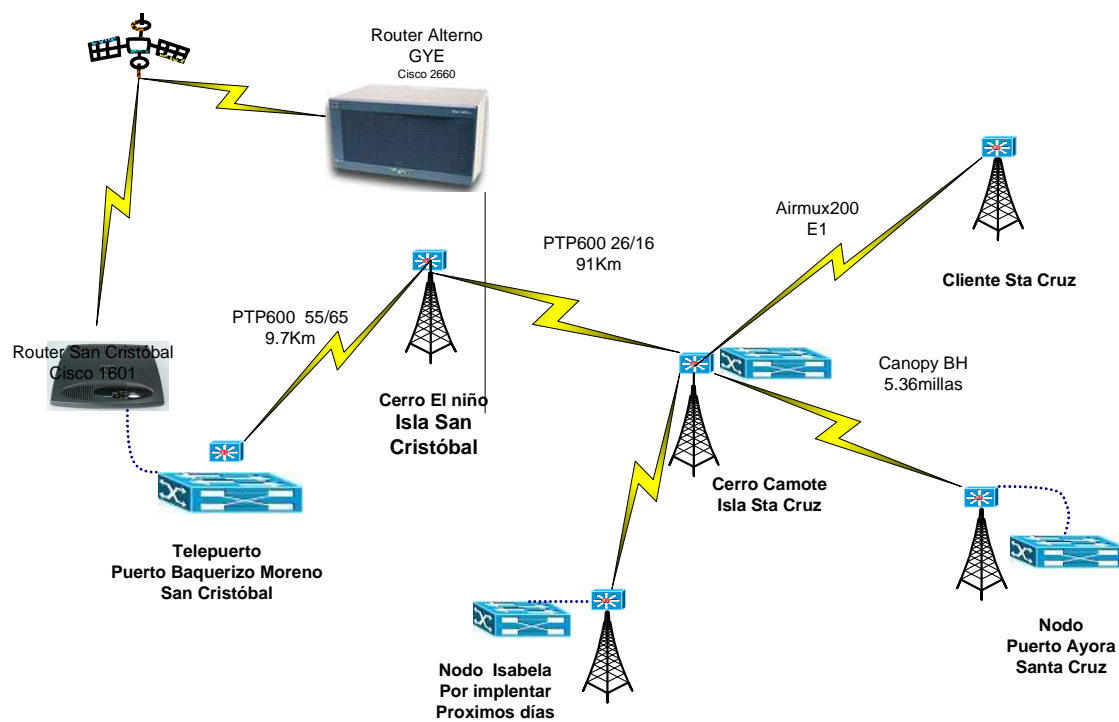 Router Alterno
GYE
Cisco 2660
Airmux200
E1
PTP600 26/16
91Km
Cliente Sta Cruz
PTP600 55/65
9.7Km
Router San Cristóbal
Cisco 1601
Canopy BH
5.36millas
Cerro El niño
Isla San
Cristóbal
Cerro Camote
Isla Sta Cruz
Telepuerto
Puerto Baquerizo Moreno
San Cristóbal
Nodo
Puerto Ayora
Santa Cruz
Nodo Isabela
Por implentar
Proximos días